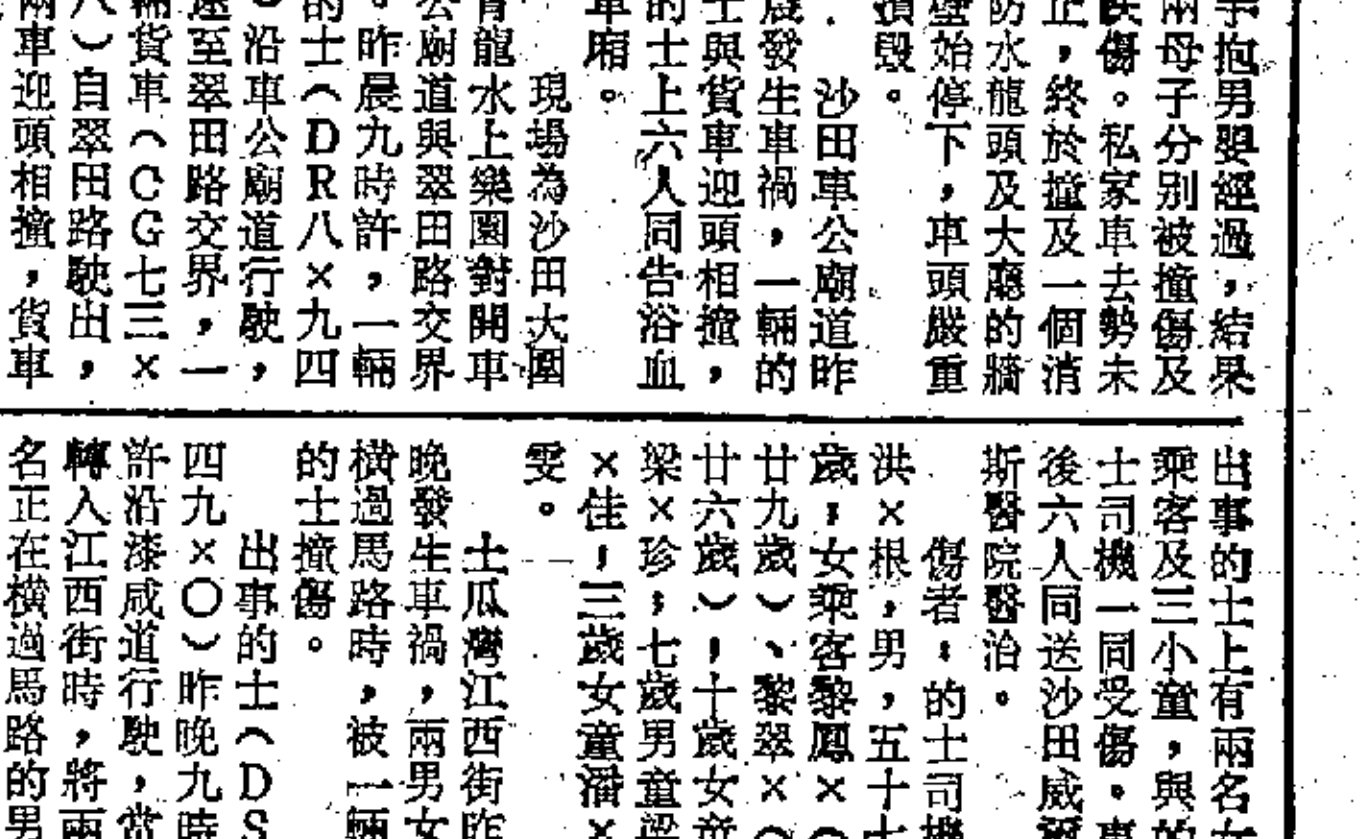 手抱男嬰經過，結果
兩母子分別被撞傷及
跌傷。私家車去勢未
止，終於撞及一個消
防水龍頭及大廳的牆
壁始停下，車頭嚴重
損毀。
沙田車公廟道昨
晨發生車禍，一輛的
士與貨車迎頭相撞，
的士上六人同告浴血
車廂。
現場為沙田大圍
青龍水上樂園對開車
公廟道與翠田路交界
。昨晨九時許，一輛
的士（DR八×九四
）沿車公廟道行駛，
途至翠田路交界，一
輛貨車（CG七三×
八）自翠田路駛出，
兩車迎頭相撞，貨車
出事的士上有兩名女
乘客及三小童，與的
士司機一同受傷。事
後六人同送沙田威爾
斯醫院醫治。
傷者：的士司機
洪×根，男，五十七
歲；女乘客黎鳳×（
廿九歲）、黎翠×（
廿六歲），十歲女童
梁×珍；七歲男童梁
×佳，三歲女童潘×
雯。
土瓜灣江西街昨
晚發生車禍，兩男女
橫過馬路時，被一輛
的士撞傷。
出事的士（DS
四九×〇）昨晚九時
許沿漆咸道行駛，當
轉入江西街時，將兩
名正在橫過馬路的男